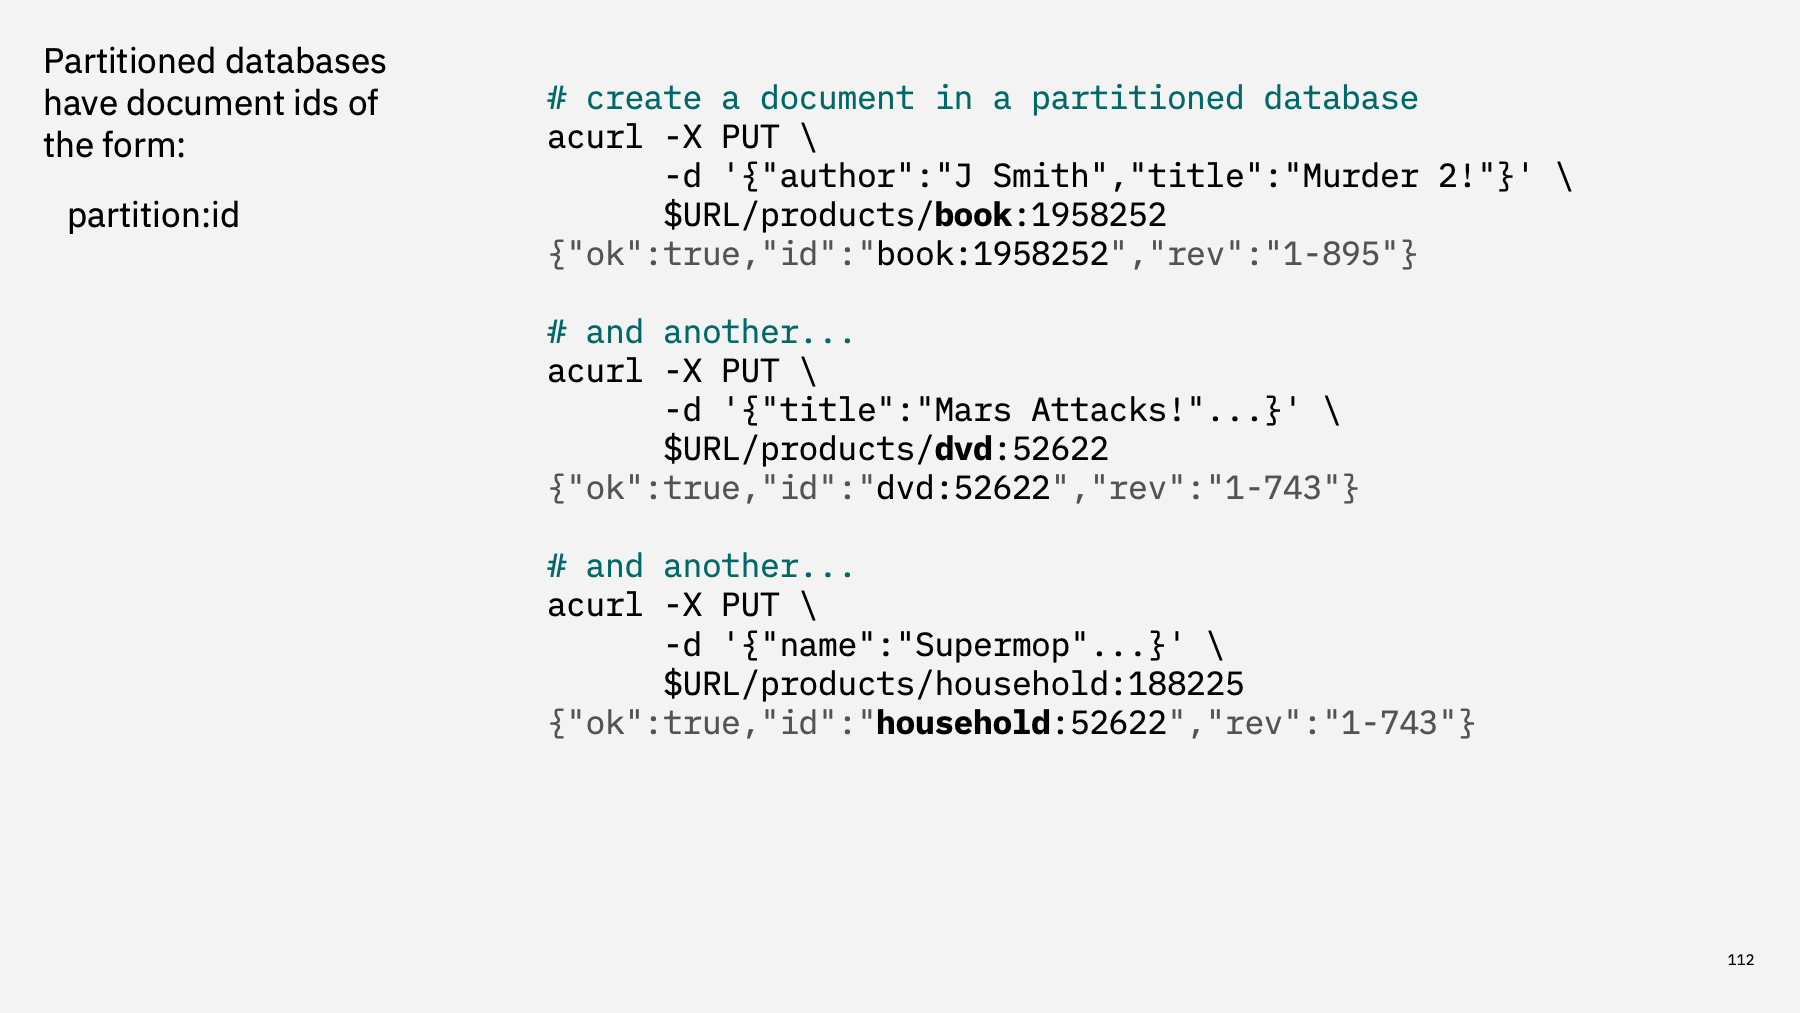 Partitioned databases
have document ids of
the form:
partition:id
# create a document in a partitioned database
acurl -X PUT \
-d '{"author":"J Smith","title":"Murder 2!"}' \
$URL/products/book:1958252
{"ok":true,"id":"book:1958252","rev":"1-895"}
# and another...
acurl -X PUT \
-d '{"title":"Mars Attacks!"...}' \
$URL/products/dvd:52622
{"ok":true,"id":"dvd:52622","rev":"1-743"}
# and another...
acurl -X PUT \
-d '{"name":"Supermop"...}' \
$URL/products/household:188225
{"ok":true,"id":"household:52622","rev":"1-743"}
112